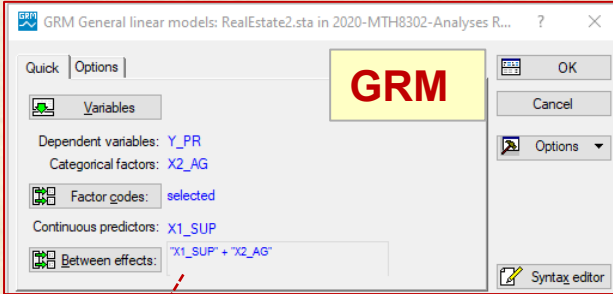 GRM General linear models: RealEstate2.sta in 2020-MTH8302-Analyses R... ? ×
Quick Options
GRM
OK
Variables
Cancel
Dependent variables: Y_PR
Options
Categorical factors: X2_AG
Factor codes: selected
Continuous predictors: X1_SUP
Between effects: "X1_SUP" + "X2_AG"
Syntax editor